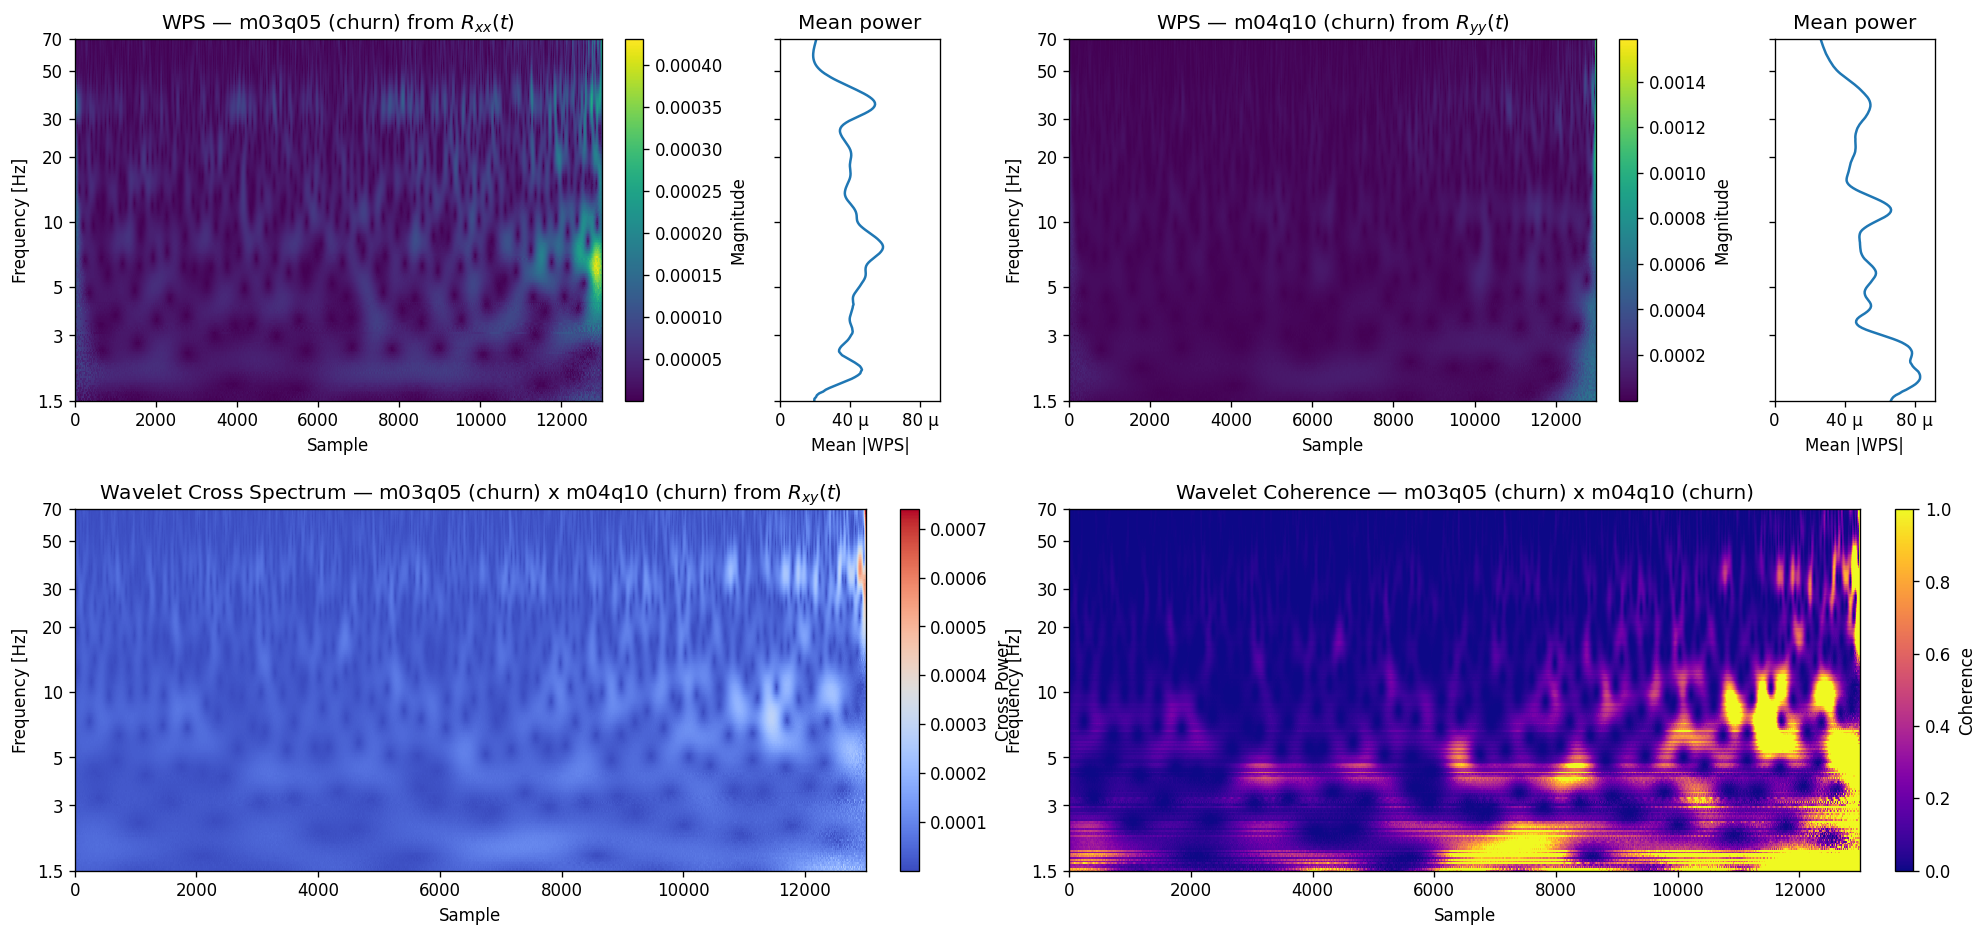 WPS — m03q05 (churn) from Rxx(t)
Mean power
WPS — m04q10 (churn) from Ryy(t)
Mean power
70
50
30
20
10
5
3
1.5
Frequency [Hz]
0 2000 4000 6000 8000 10000 12000
Sample
0.00040
0.00035
0.00030
0.00025
0.00020
0.00015
0.00010
0.00005
Magnitude
0 40 µ 80 µ
Mean |WPS|
70
50
30
20
10
5
3
1.5
Frequency [Hz]
0 2000 4000 6000 8000 10000 12000
Sample
0.0014
0.0012
0.0010
0.0008
0.0006
0.0004
0.0002
Magnitude
0 40 µ 80 µ
Mean |WPS|
Wavelet Cross Spectrum — m03q05 (churn) x m04q10 (churn) from Rxy(t)
70
50
30
20
10
5
3
1.5
Frequency [Hz]
0 2000 4000 6000 8000 10000 12000
Sample
0.0007
0.0006
0.0005
0.0004
0.0003
0.0002
0.0001
Cross Power
Wavelet Coherence — m03q05 (churn) x m04q10 (churn)
70
50
30
20
10
5
3
1.5
Frequency [Hz]
0 2000 4000 6000 8000 10000 12000
Sample
1.0
0.8
0.6
0.4
0.2
0.0
Coherence